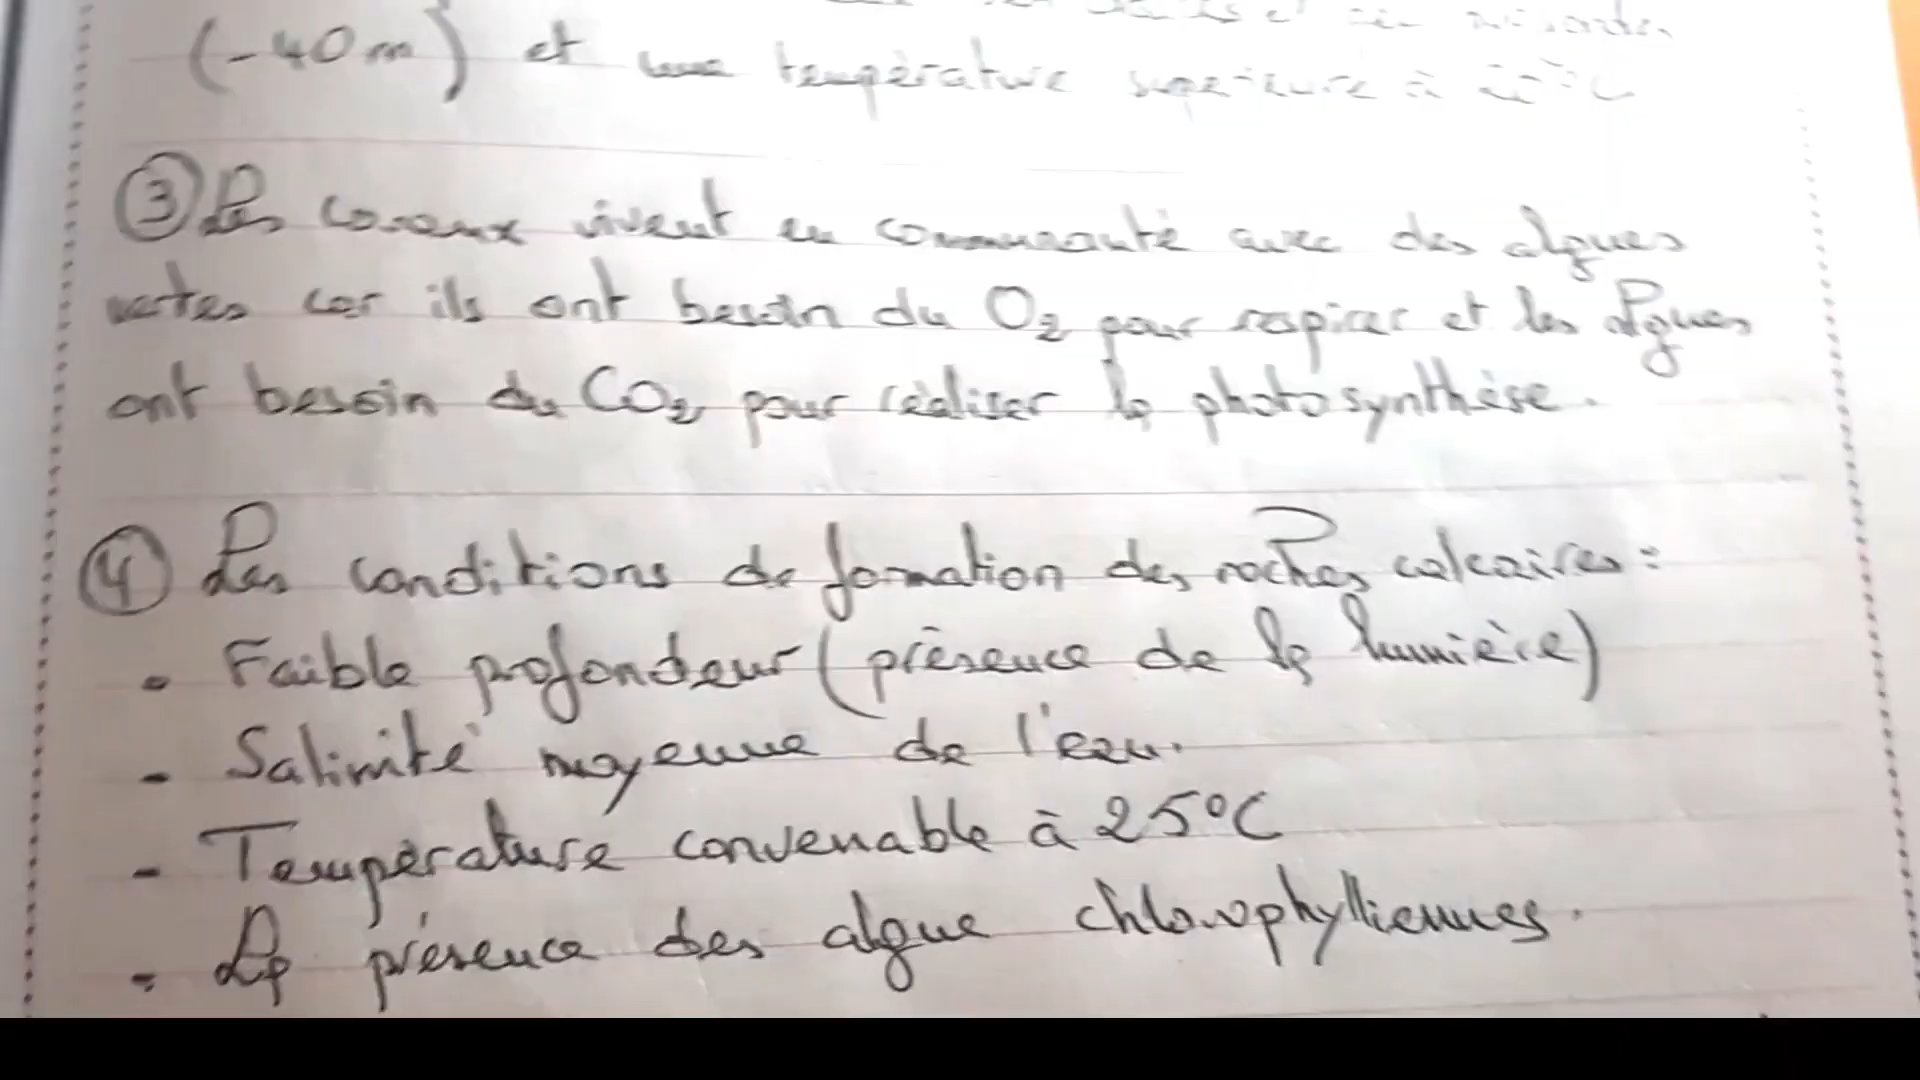 (-40m) et une température supérieure à
③ Les coraux vivent en communauté avec des algues
vertes car ils ont besoin du O2 pour respirer et les Algues
ont besoin du CO2 pour réaliser la photosynthèse.
④ Les conditions de formation des roches calcaires :
- Faible profondeur (présence de la lumière)
- Salinité moyenne de l'eau.
- Température convenable à 25°C
- La présence des algue chlorophylliennes.